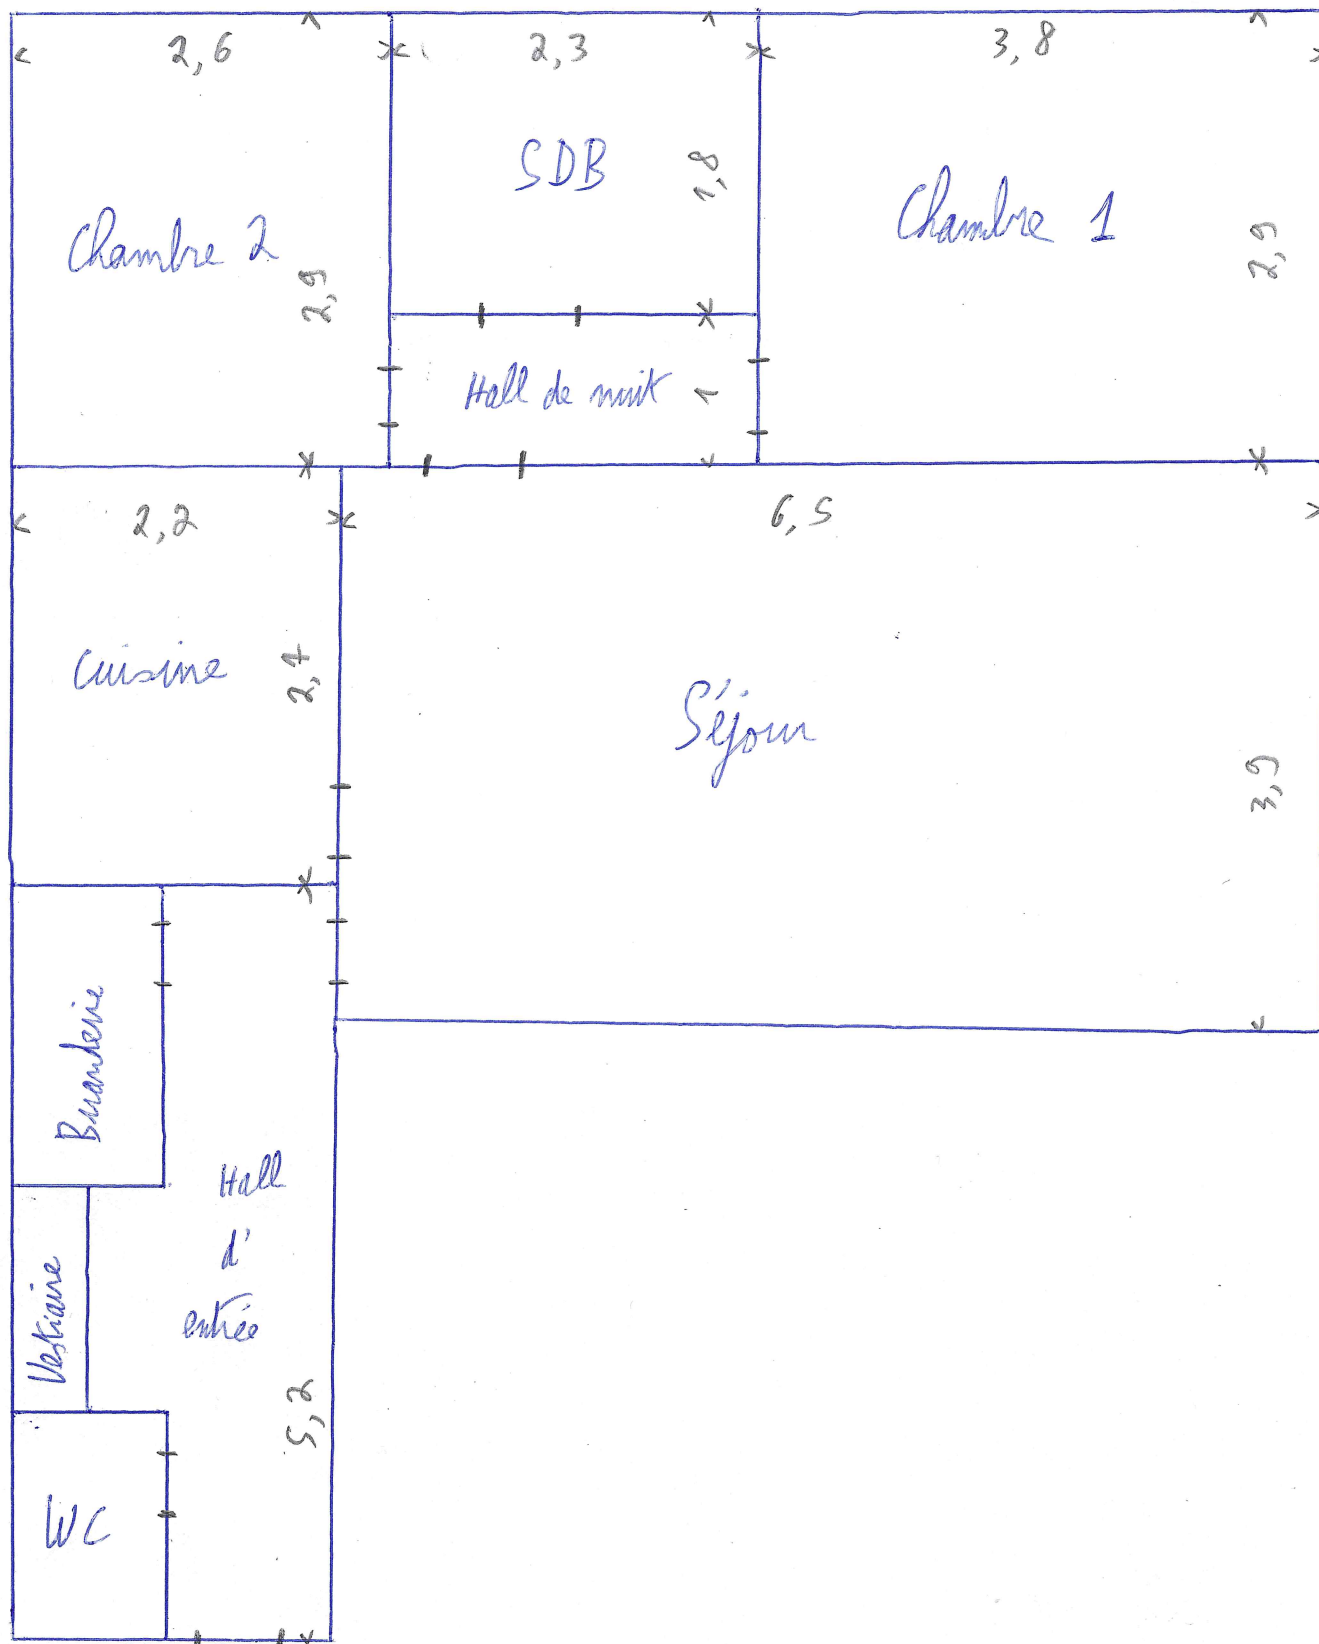 2,6
2,3
3,8
SDB
1,8
Chambre 2
2,9
Chambre 1
2,9
Hall de nuit
1
2,2
6,5
Cuisine
2,7
Séjour
3,9
Buanderie
Hall
d'
entrée
Vestiaire
5,2
WC